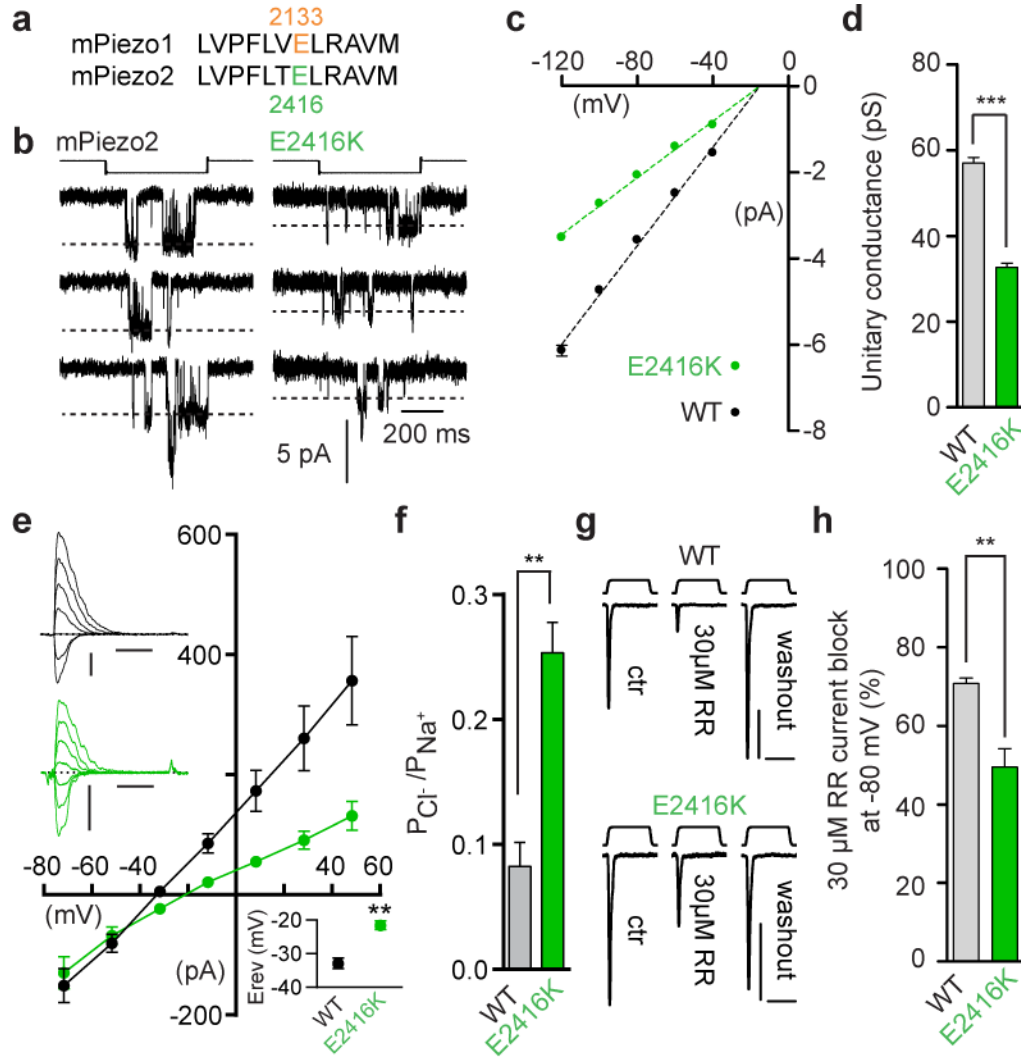 a
2133
mPiezo1 LVPFLVELRAVM
mPiezo2 LVPFLTELRAVM
2416
b
mPiezo2
E2416K
5 pA
200 ms
c
-120 -80 -40 0
(mV)
0
-2
(pA)
-4
-6
-8
E2416K
WT
d
Unitary conductance (pS)
80
60
40
20
0
***
WT
E2416K
e
600
400
-200
-80 -60 -40 -20 20 40 60
(mV)
(pA)
Erev (mV)
-20
-30
-40
**
WT
E2416K
f
PCl- /PNa+
0.3
0.2
0.1
0.0
**
WT
E2416K
g
WT
ctr
30µM RR
washout
E2416K
ctr
30µM RR
washout
h
30 µM RR current block
at -80 mV (%)
100
80
60
40
20
0
**
WT
E2416K